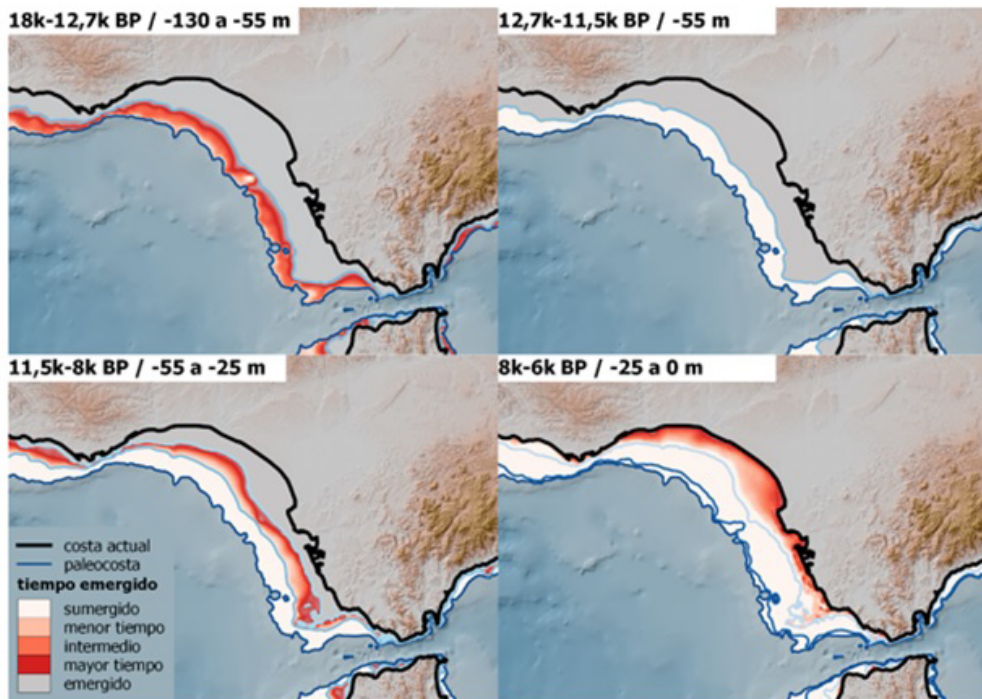 18k-12,7k BP / -130 a -55 m
12,7k-11,5k BP / -55 m
11,5k-8k BP / -55 a -25 m
8k-6k BP / -25 a 0 m
costa actual
paleocosta
tiempo emergido
sumergido
menor tiempo
intermedio
mayor tiempo
emergido